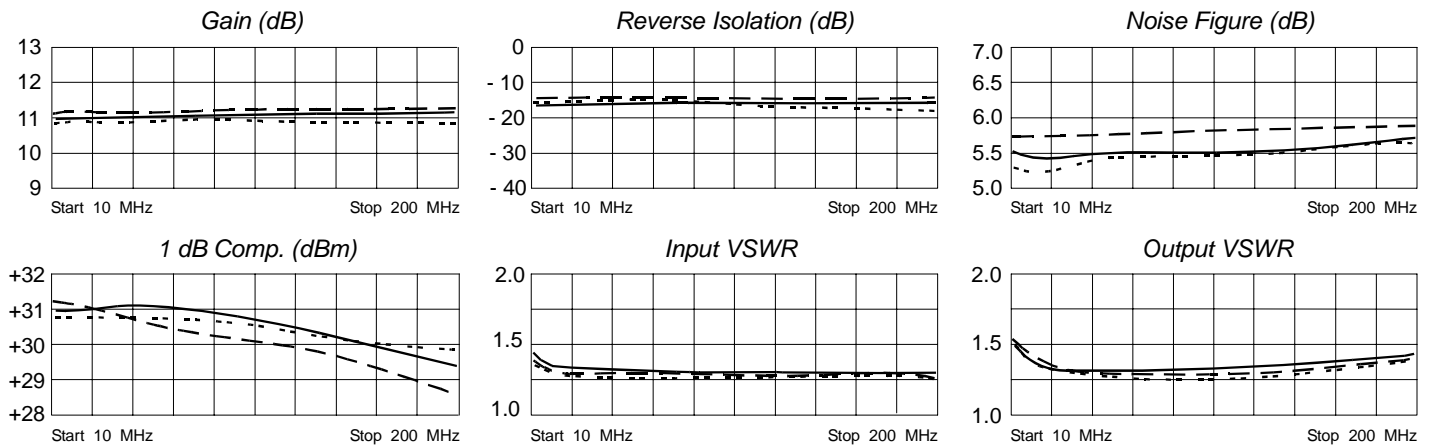 Gain (dB)
13
12
11
10
9
Start 10 MHz Stop 200 MHz
Reverse Isolation (dB)
0
- 10
- 20
- 30
- 40
Start 10 MHz Stop 200 MHz
Noise Figure (dB)
7.0
6.5
6.0
5.5
5.0
Start 10 MHz Stop 200 MHz
1 dB Comp. (dBm)
+32
+31
+30
+29
+28
Start 10 MHz Stop 200 MHz
Input VSWR
2.0
1.5
1.0
Start 10 MHz Stop 200 MHz
Output VSWR
2.0
1.5
1.0
Start 10 MHz Stop 200 MHz